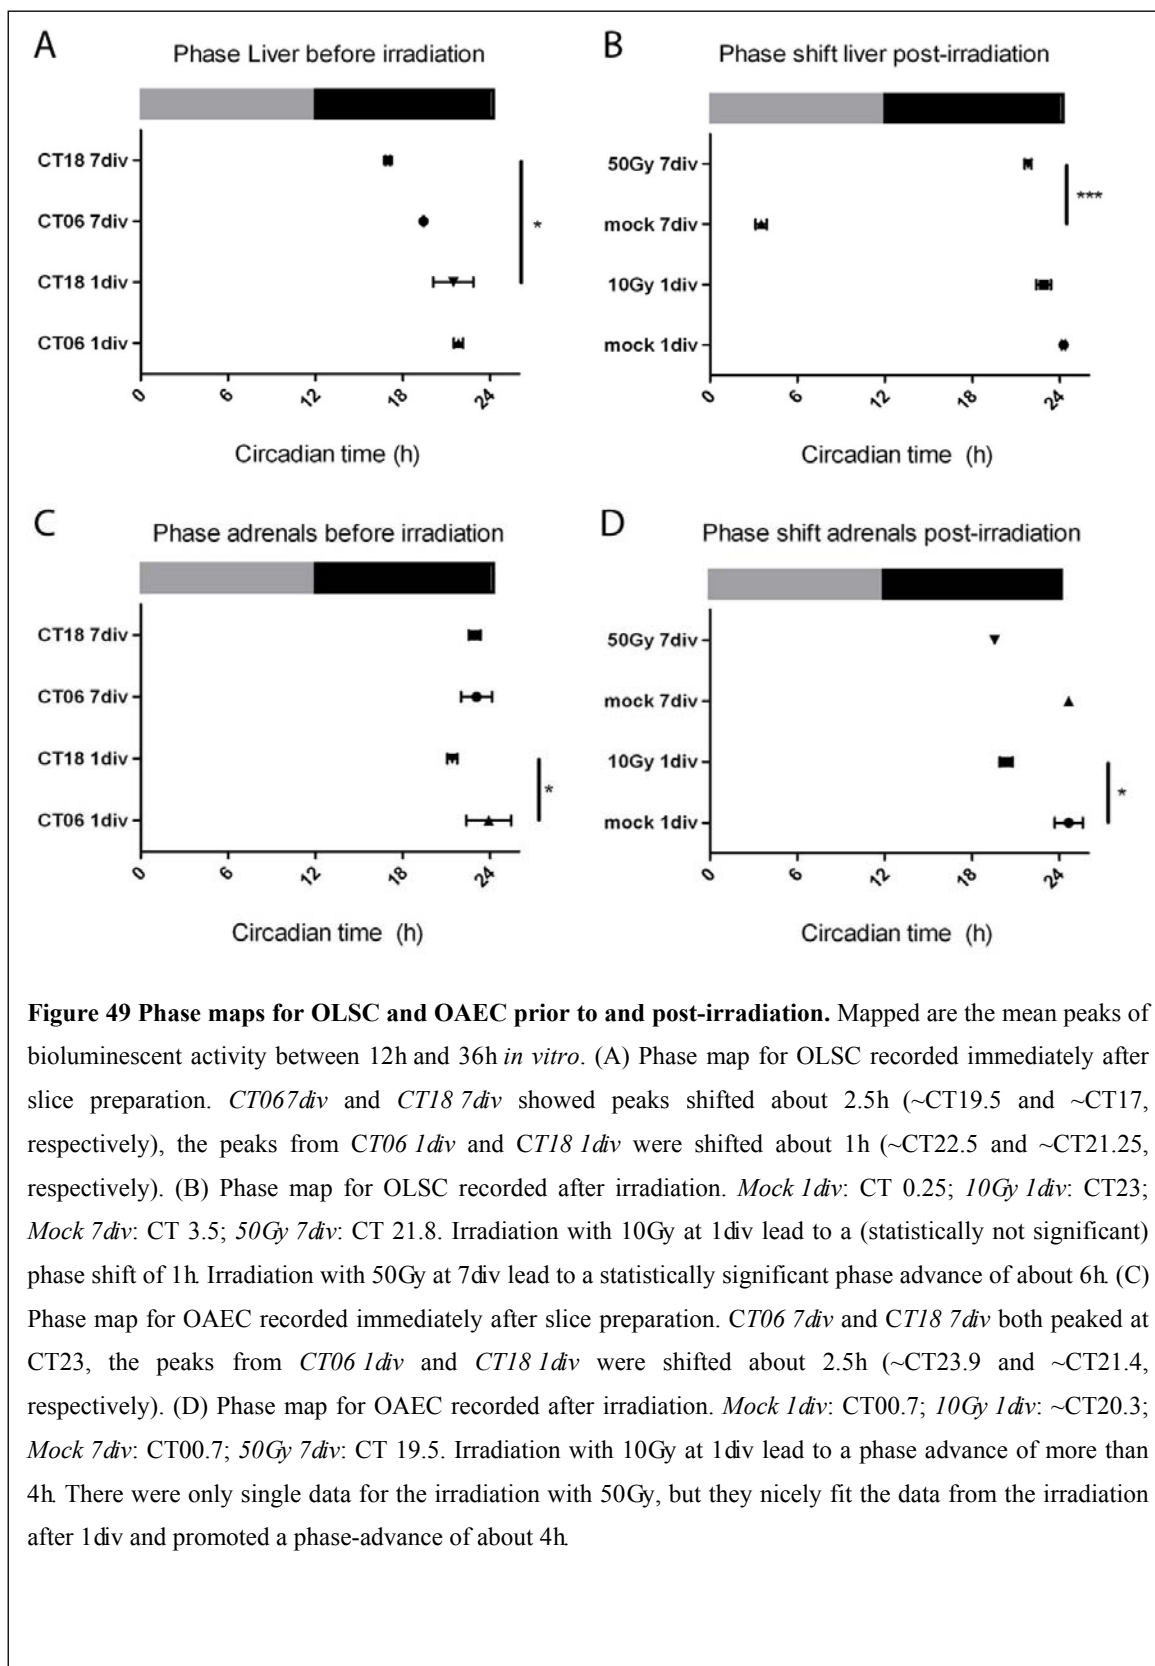 A
Phase Liver before irradiation
CT18 7div
CT06 7div
CT18 1div
CT06 1div
*
0 6 12 18 24
Circadian time (h)
B
Phase shift liver post-irradiation
50Gy 7div
mock 7div
10Gy 1div
mock 1div
***
0 6 12 18 24
Circadian time (h)
C
Phase adrenals before irradiation
CT18 7div
CT06 7div
CT18 1div
CT06 1div
*
0 6 12 18 24
Circadian time (h)
D
Phase shift adrenals post-irradiation
50Gy 7div
mock 7div
10Gy 1div
mock 1div
*
0 6 12 18 24
Circadian time (h)
Figure 49 Phase maps for OLSC and OAEC prior to and post-irradiation. Mapped are the mean peaks of
bioluminescent activity between 12h and 36h in vitro. (A) Phase map for OLSC recorded immediately after
slice preparation. CT067div and CT18 7div showed peaks shifted about 2.5h (~CT19.5 and ~CT17,
respectively), the peaks from CT06 1div and CT18 1div were shifted about 1h (~CT22.5 and ~CT21.25,
respectively). (B) Phase map for OLSC recorded after irradiation. Mock 1div: CT 0.25; 10Gy 1div: CT23;
Mock 7div: CT 3.5; 50Gy 7div: CT 21.8. Irradiation with 10Gy at 1div lead to a (statistically not significant)
phase shift of 1h. Irradiation with 50Gy at 7div lead to a statistically significant phase advance of about 6h. (C)
Phase map for OAEC recorded immediately after slice preparation. CT06 7div and CT18 7div both peaked at
CT23, the peaks from CT06 1div and CT18 1div were shifted about 2.5h (~CT23.9 and ~CT21.4,
respectively). (D) Phase map for OAEC recorded after irradiation. Mock 1div: CT00.7; 10Gy 1div: ~CT20.3;
Mock 7div: CT00.7; 50Gy 7div: CT 19.5. Irradiation with 10Gy at 1div lead to a phase advance of more than
4h. There were only single data for the irradiation with 50Gy, but they nicely fit the data from the irradiation
after 1div and promoted a phase-advance of about 4h.